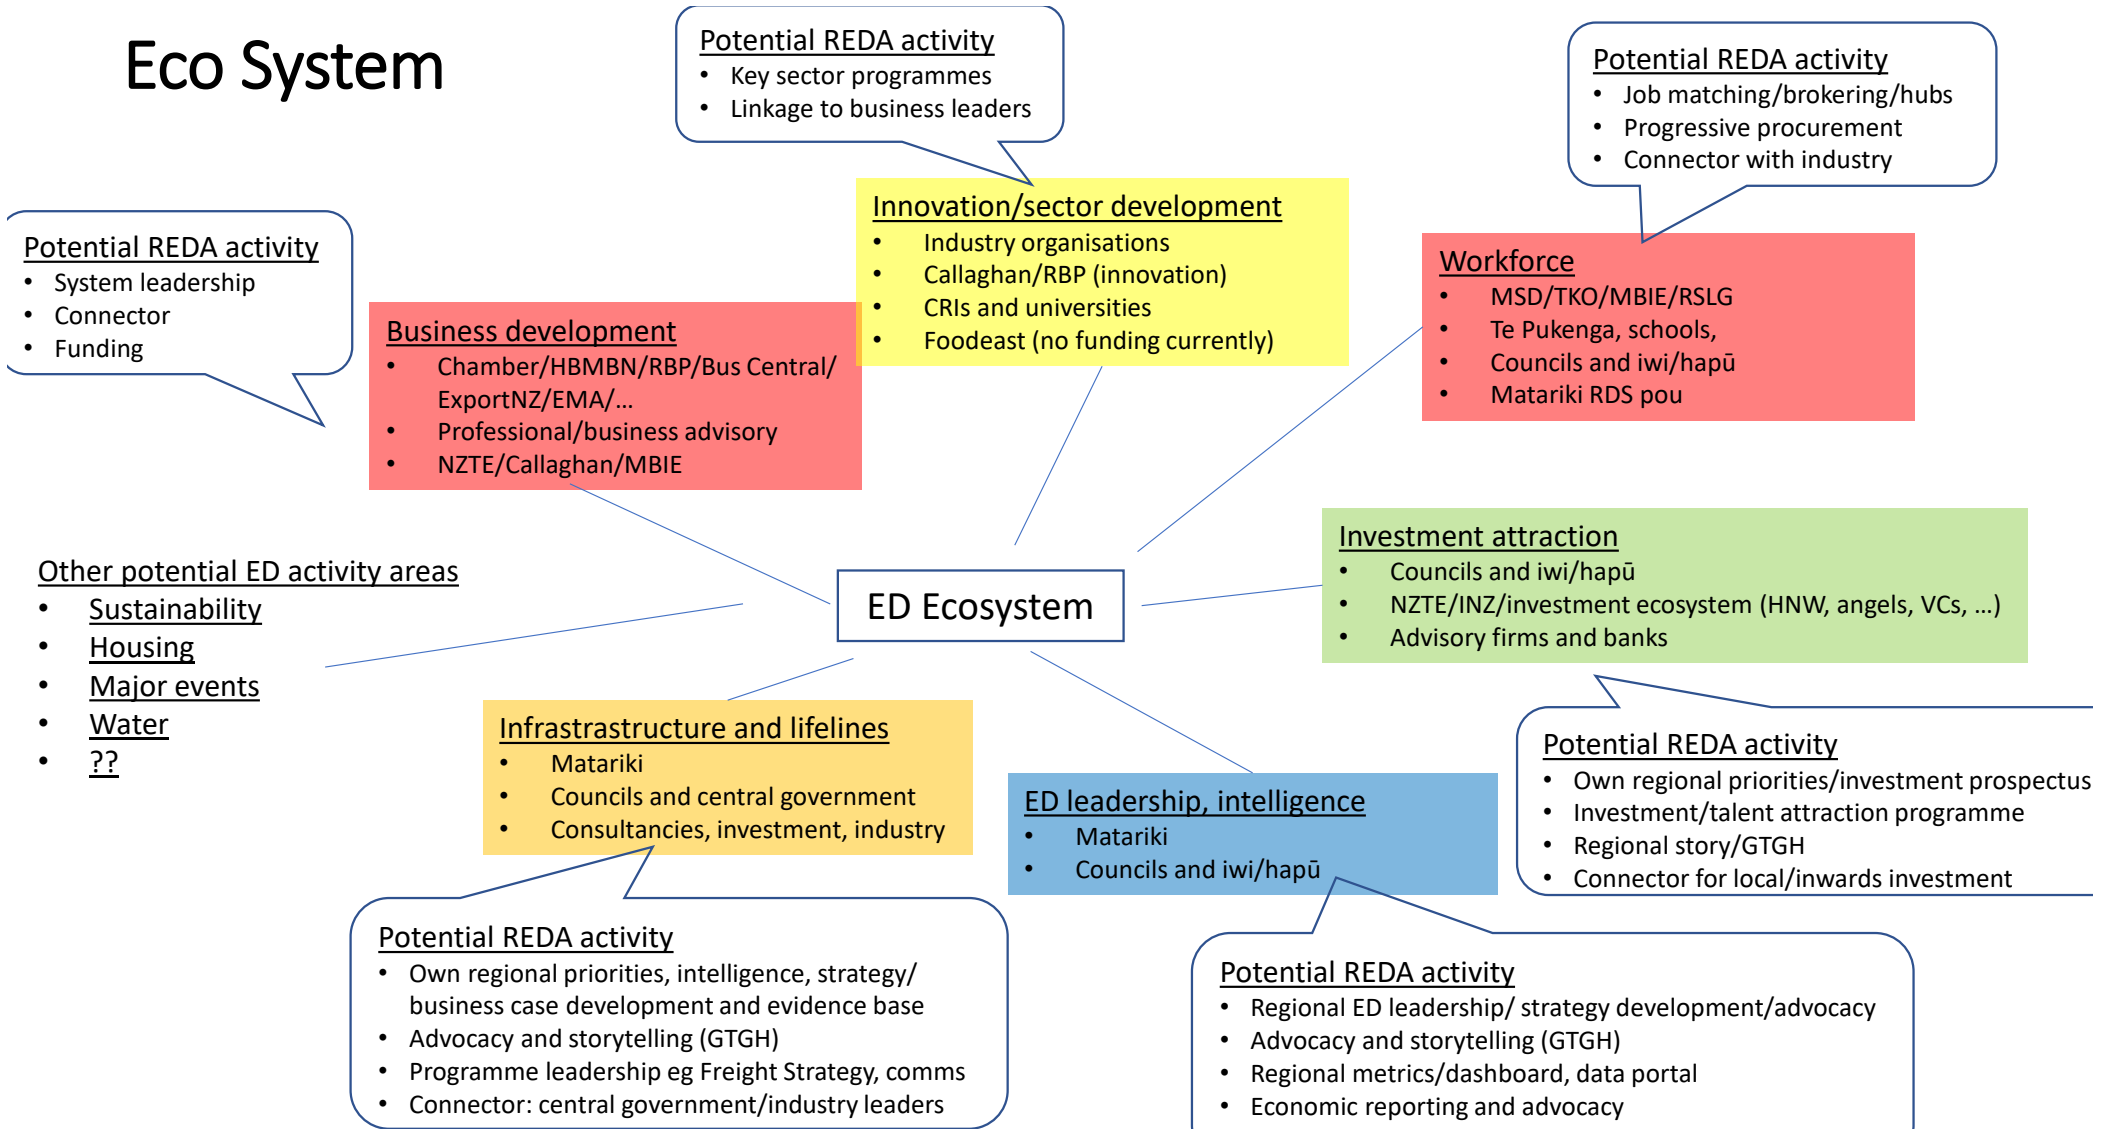 Eco System
Potential REDA activity
• Key sector programmes
• Linkage to business leaders
Potential REDA activity
• Job matching/brokering/hubs
• Progressive procurement
• Connector with industry
Potential REDA activity
• System leadership
• Connector
• Funding
Innovation/sector development
• Industry organisations
• Callaghan/RBP (innovation)
• CRIs and universities
• Foodeast (no funding currently)
Workforce
• MSD/TKO/MBIE/RSLG
• Te Pukenga, schools,
• Councils and iwi/hapū
• Matariki RDS pou
Business development
• Chamber/HBMBN/RBP/Bus Central/
ExportNZ/EMA/…
• Professional/business advisory
• NZTE/Callaghan/MBIE
Investment attraction
• Councils and iwi/hapū
• NZTE/INZ/investment ecosystem (HNW, angels, VCs, …)
• Advisory firms and banks
ED Ecosystem
Other potential ED activity areas
• Sustainability
• Housing
• Major events
• Water
• ??
Infrastrastructure and lifelines
• Matariki
• Councils and central government
• Consultancies, investment, industry
ED leadership, intelligence
• Matariki
• Councils and iwi/hapū
Potential REDA activity
• Own regional priorities/investment prospectus
• Investment/talent attraction programme
• Regional story/GTGH
• Connector for local/inwards investment
Potential REDA activity
• Own regional priorities, intelligence, strategy/
business case development and evidence base
• Advocacy and storytelling (GTGH)
• Programme leadership eg Freight Strategy, comms
• Connector: central government/industry leaders
Potential REDA activity
• Regional ED leadership/ strategy development/advocacy
• Advocacy and storytelling (GTGH)
• Regional metrics/dashboard, data portal
• Economic reporting and advocacy